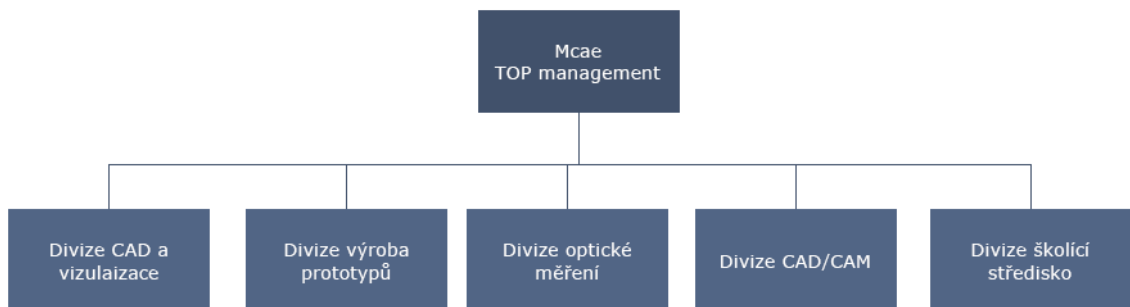 Mcae
TOP management
Divize CAD a
vizulaizace
Divize výroba
prototypů
Divize optické
měření
Divize CAD/CAM
Divize školící
středisko